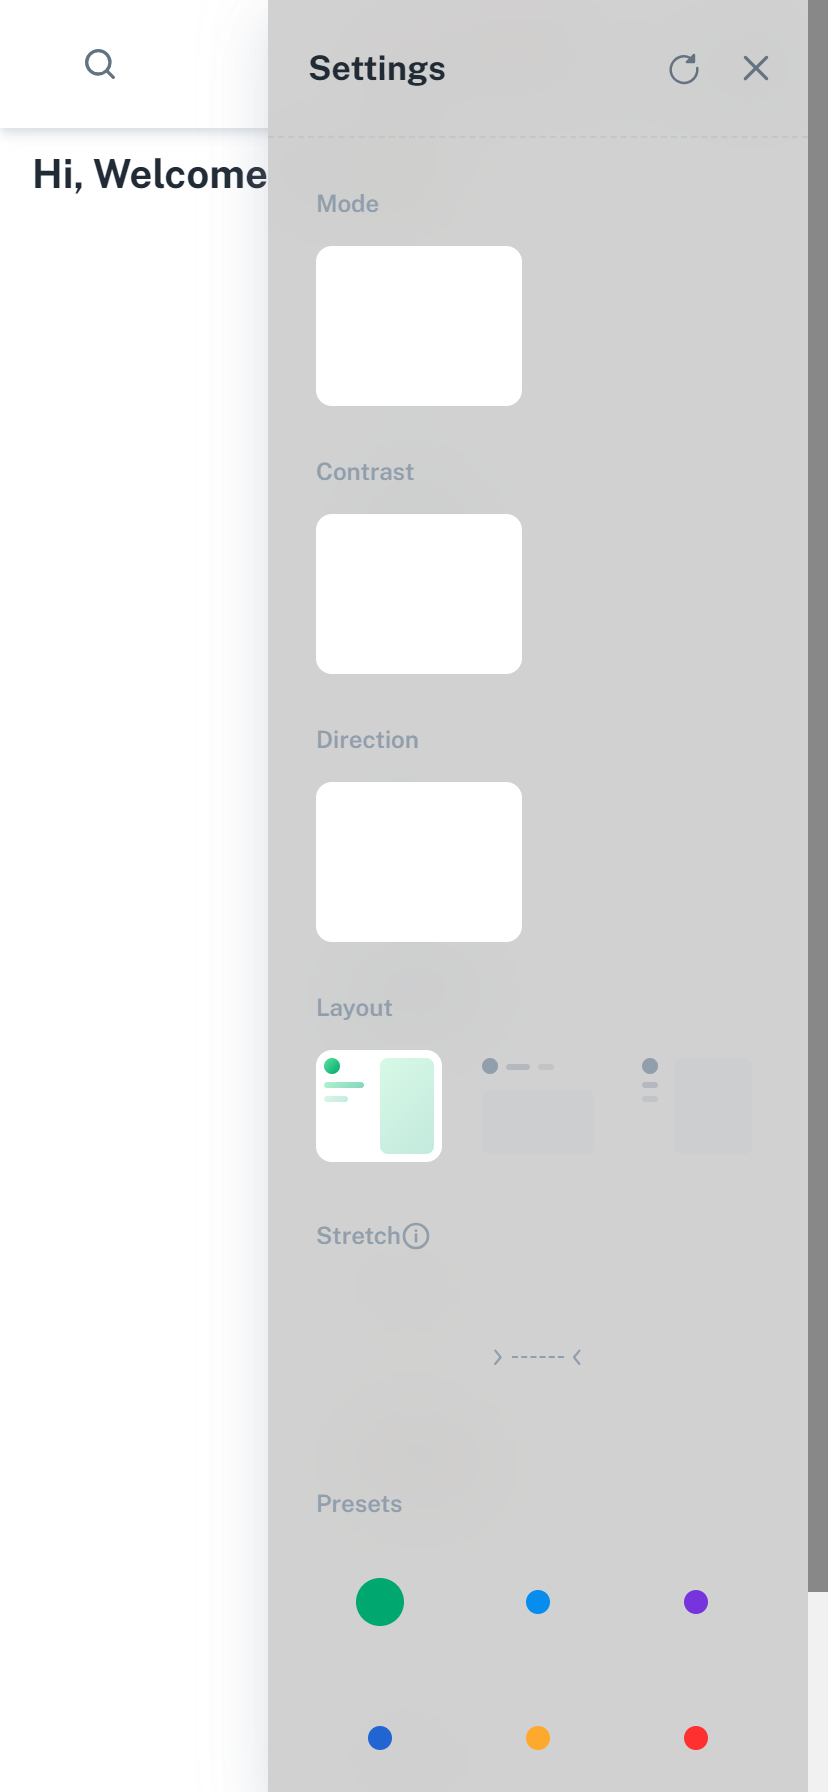 Settings
Hi, Welcome
Mode
Contrast
Direction
Layout
Stretch
Presets